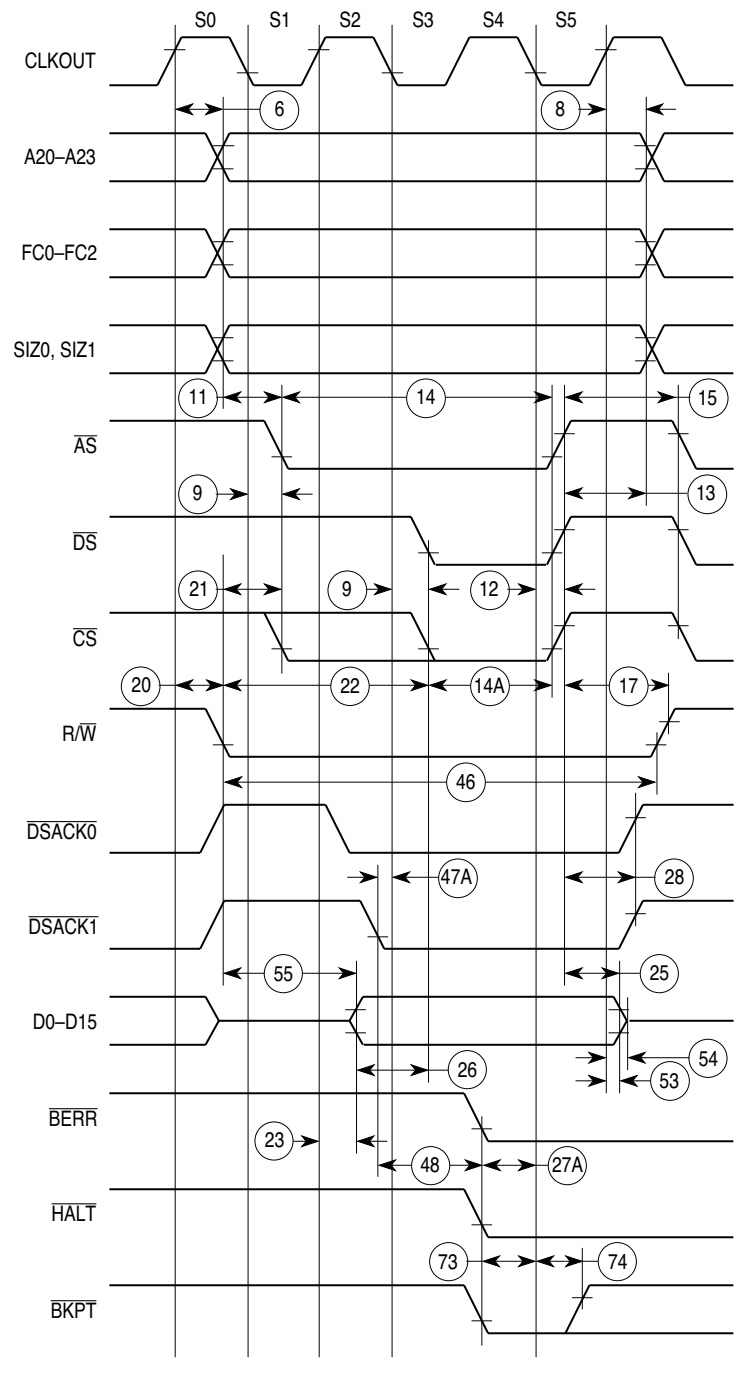 S0 S1 S2 S3 S4 S5
CLKOUT
6 8
A20–A23
FC0–FC2
SIZ0, SIZ1
11 14 15
AS
9 13
DS
21 9 12
CS
20 22 14A 17
R/W
46
DSACK0
47A 28
DSACK1
55 25
D0–D15
54
26 53
BERR
23
48 27A
HALT
73 74
BKPT